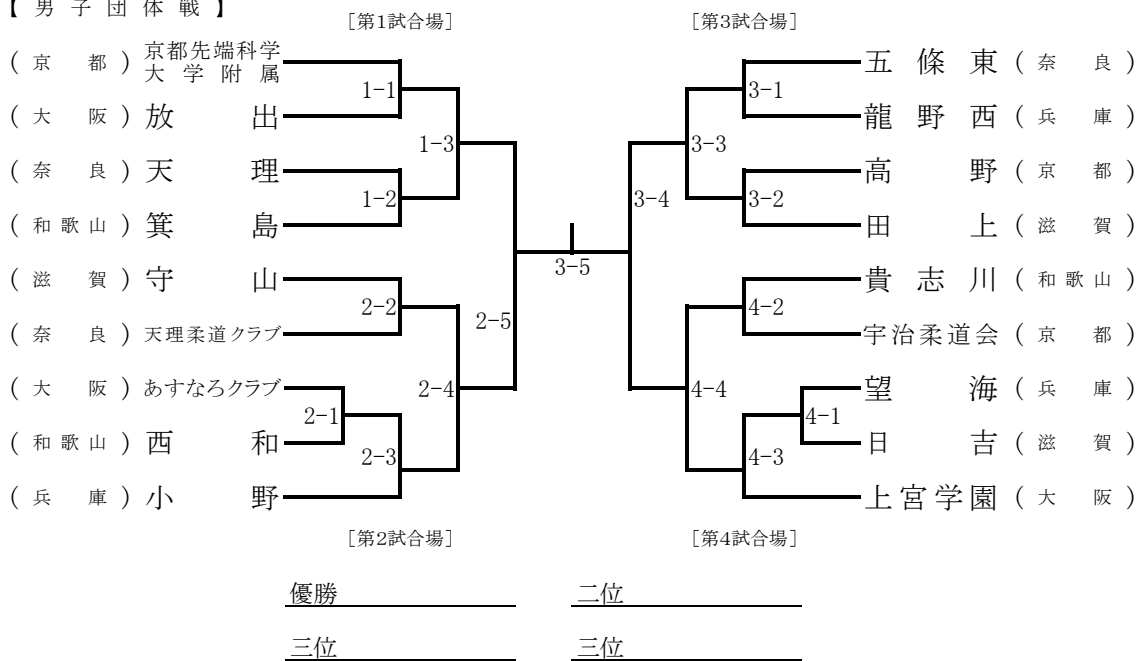 【 男 子 団 体 戦 】
［第1試合場］ ［第3試合場］
( 京 都 ) 京都先端科学大学附属
1-1
( 大 阪 ) 放 出
1-3
( 奈 良 ) 天 理
1-2
( 和 歌 山 ) 箕 島
( 滋 賀 ) 守 山
2-2
( 奈 良 ) 天理柔道クラブ
2-5
( 大 阪 ) あすなろクラブ
2-4
2-1
( 和 歌 山 ) 西 和
2-3
( 兵 庫 ) 小 野
3-5
五 條 東 ( 奈 良 )
3-1
龍 野 西 ( 兵 庫 )
3-3
高 野 ( 京 都 )
3-4
3-2
田 上 ( 滋 賀 )
貴 志 川 ( 和 歌 山 )
4-2
宇治柔道会 ( 京 都 )
望 海 ( 兵 庫 )
4-4
4-1
日 吉 ( 滋 賀 )
4-3
上宮学園 ( 大 阪 )
［第2試合場］ ［第4試合場］
優勝 二位
三位 三位